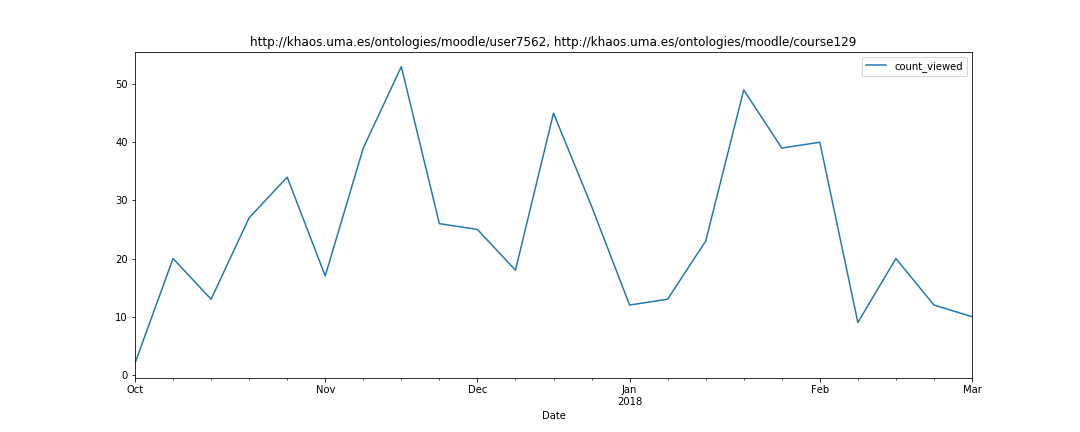 http://khaos.uma.es/ontologies/moodle/user7562, http://khaos.uma.es/ontologies/moodle/course129
count_viewed
50
40
30
20
10
0
Oct Nov Dec Jan Feb Mar
2018
Date